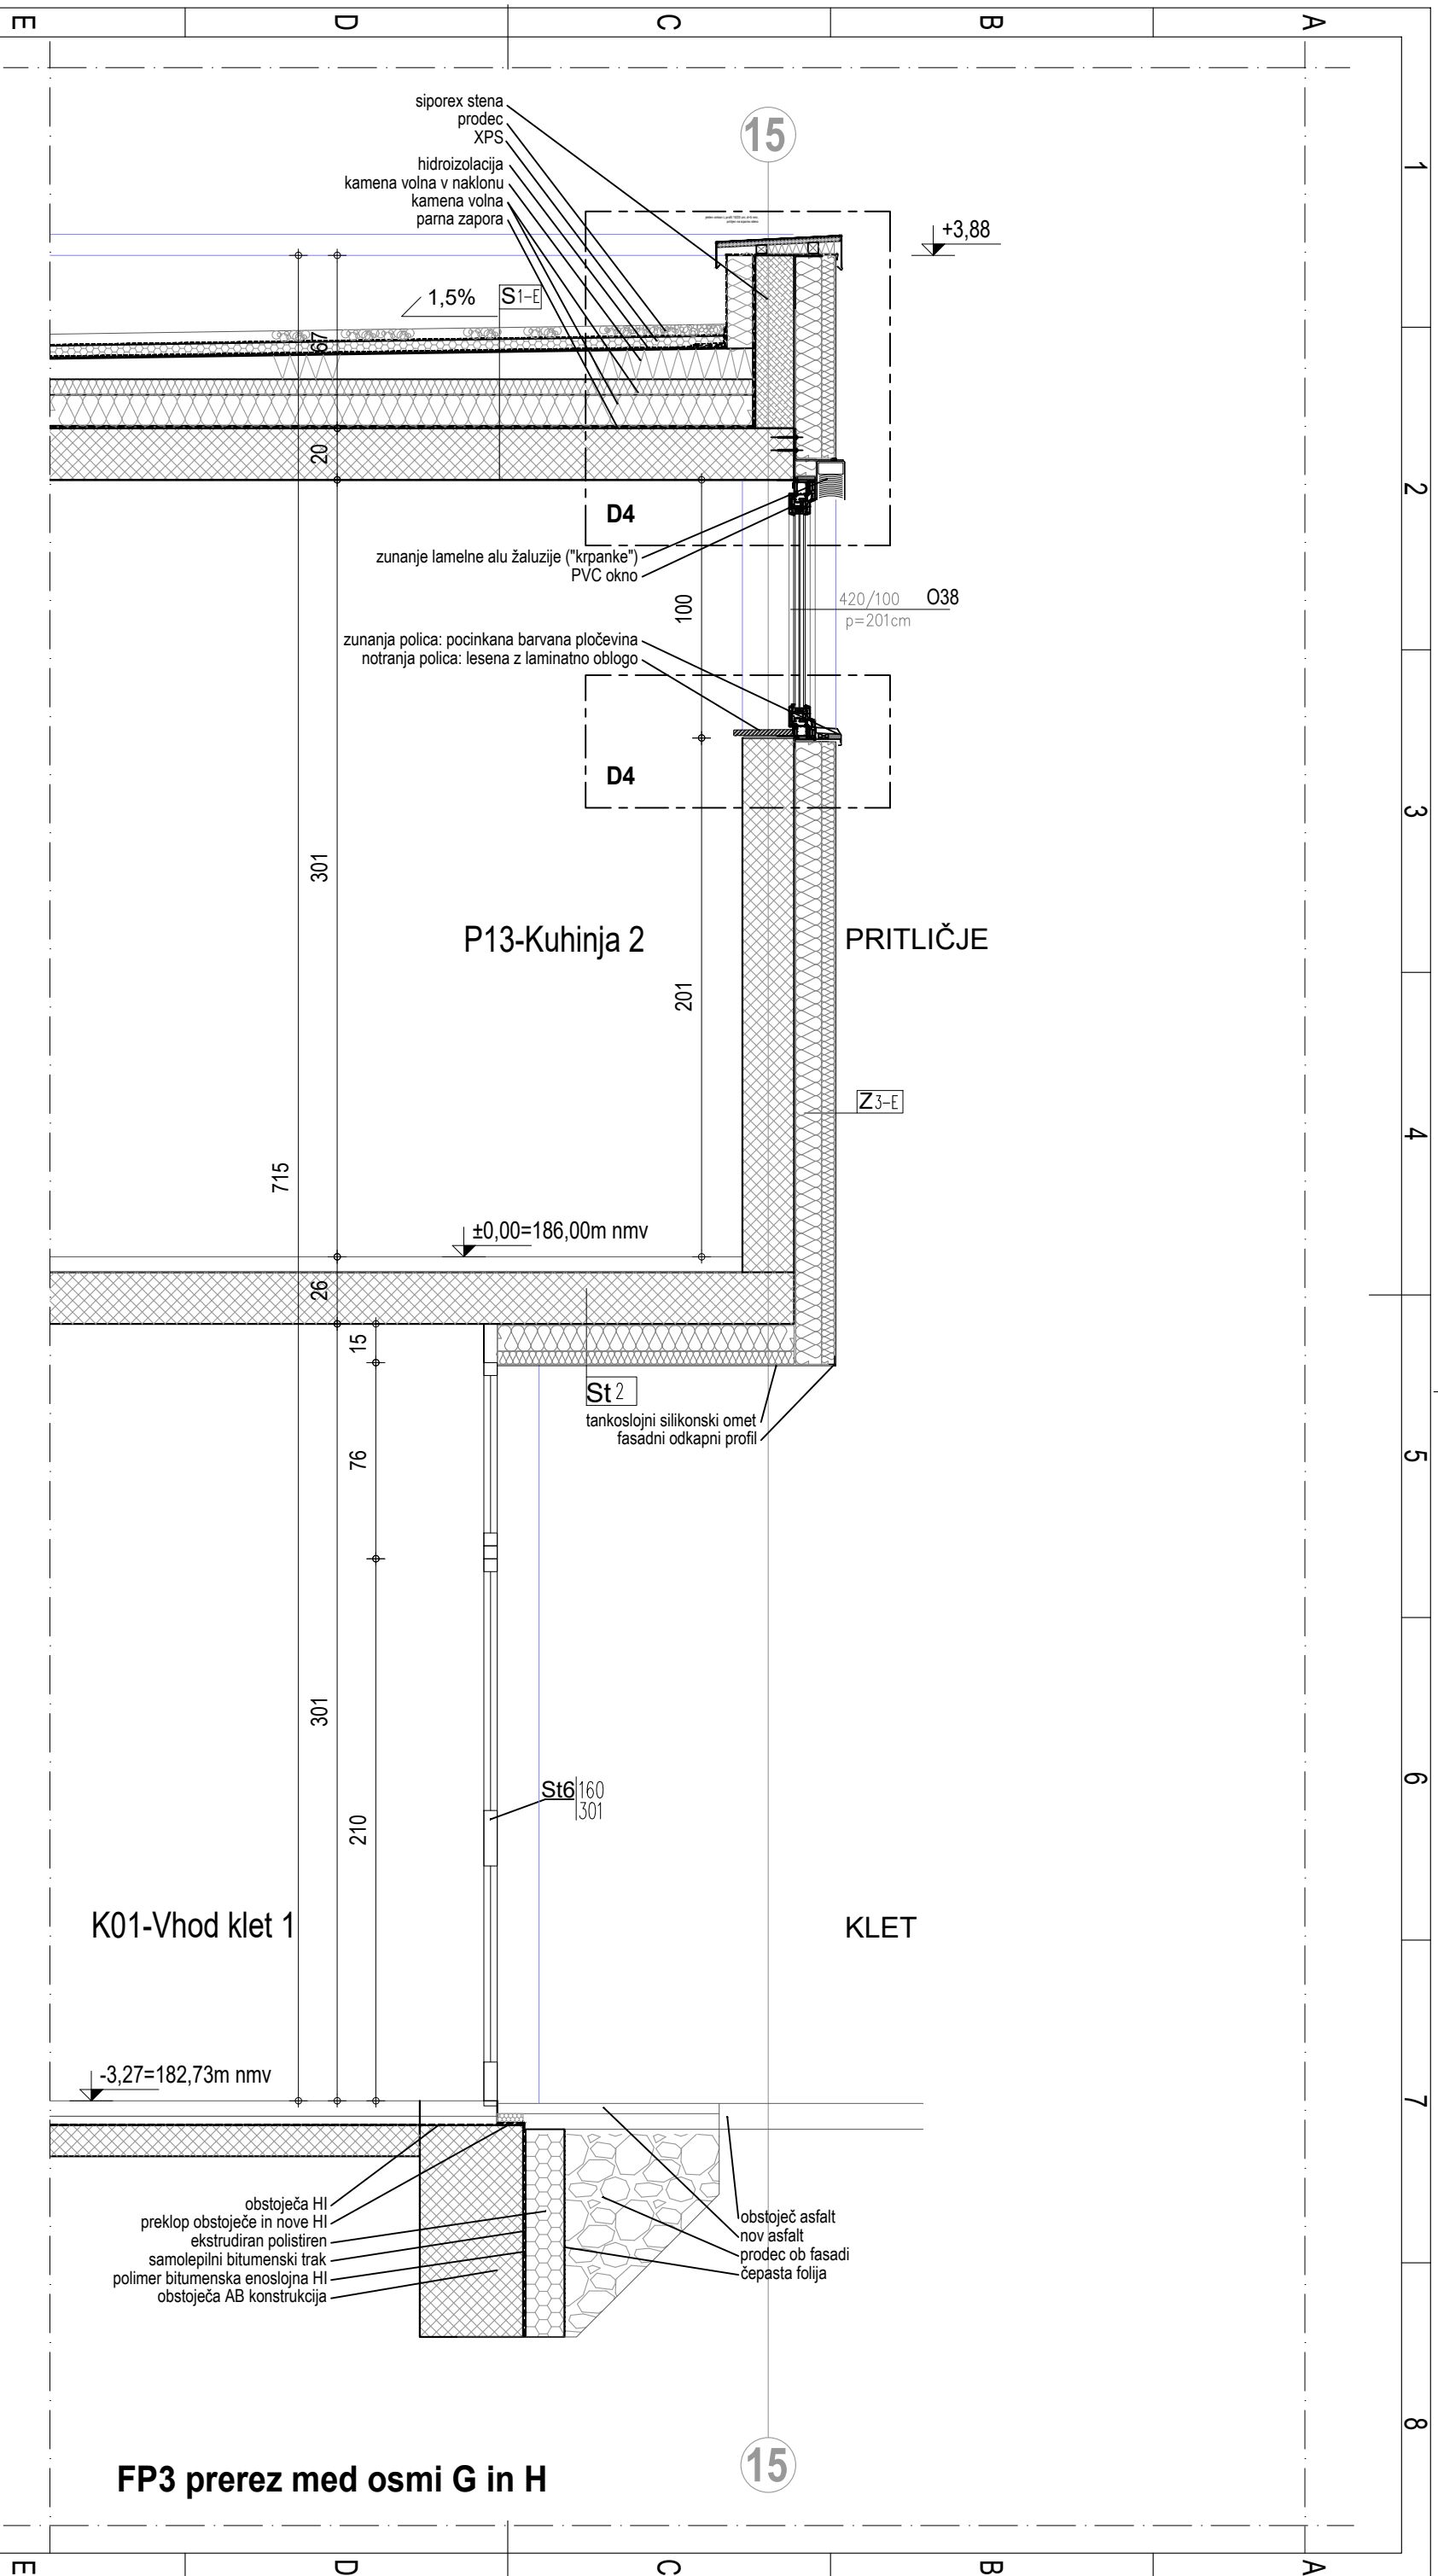 E
D
C
B
A
siporex stena
prodec
XPS
hidroizolacija
kamena volna v naklonu
kamena volna
parna zapora
15
1
+3,88
1,5%
S1-E
67
20
2
D4
zunanje lamelne alu žaluzije ("krpanke")
PVC okno
100
420/100
O38
p=201cm
zunanja polica: pocinkana barvana pločevina
notranja polica: lesena z laminatno oblogo
D4
3
301
P13-Kuhinja 2
PRITLIČJE
201
Z3-E
4
715
±0,00=186,00m nmv
26
15
St2
tankoslojni silikonski omet
fasadni odkapni profil
5
76
301
6
St6
160
301
210
K01-Vhod klet 1
KLET
-3,27=182,73m nmv
7
obstoječa HI
preklop obstoječe in nove HI
ekstrudiran polistiren
samolepilni bitumenski trak
polimer bitumenska enoslojna HI
obstoječa AB konstrukcija
obstoječ asfalt
nov asfalt
prodec ob fasadi
čepasta folija
8
15
FP3 prerez med osmi G in H
E
D
C
B
A